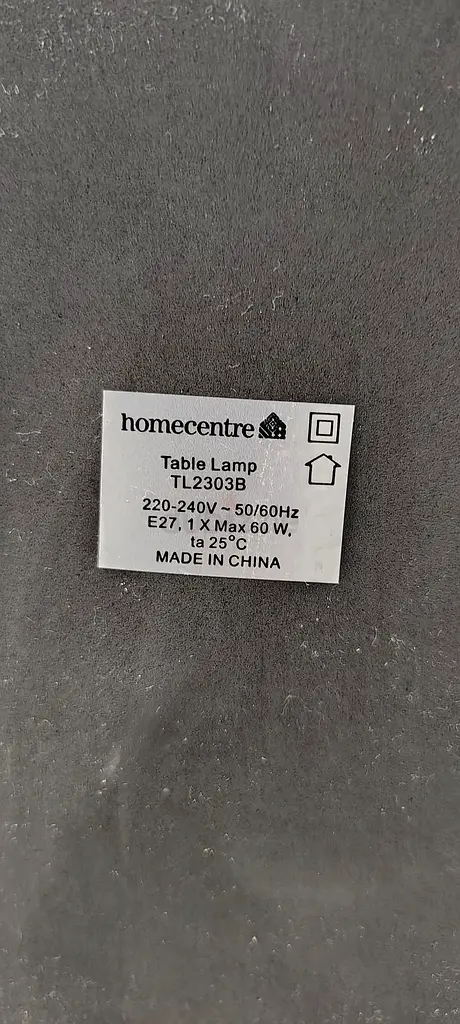 homecentre
Table Lamp
TL2303B
220-240V ~ 50/60Hz
E27, 1 X Max 60 W,
ta 25°C
MADE IN CHINA